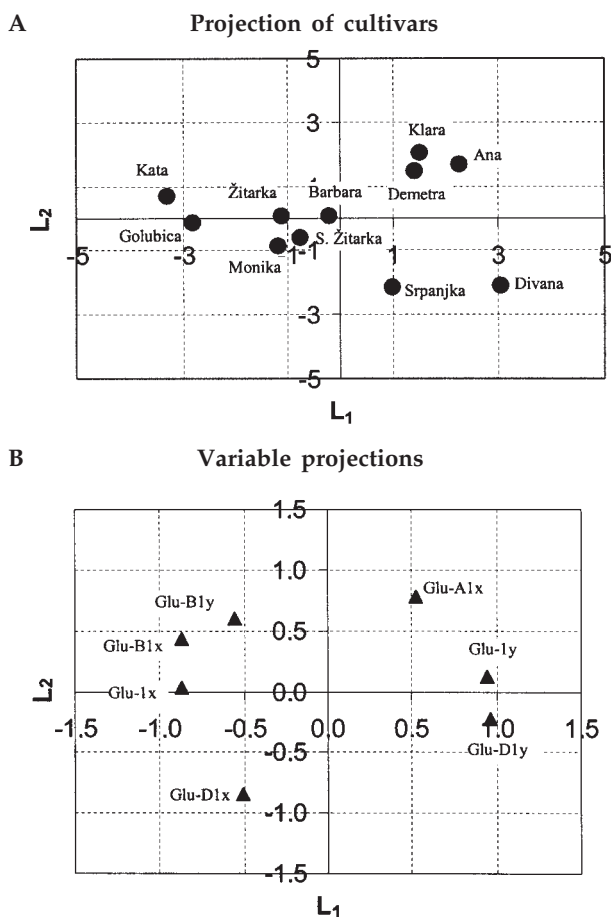 A Projection of cultivars
5
Klara
3
Ana
Kata
1
Žitarka Barbara
Demetra
L2
-5 -3 -1 1 3 5
Golubica
S. Žitarka
Monika
Srpanjka Divana
-3
-5
L1
B Variable projections
1.5
1.0
Glu-A1x
Glu-B1y
0.5
Glu-B1x
Glu-1y
L2
Glu-1x
0.0
-1.5 -1.0 -0.5 0.0 0.5 1.0 1.5
Glu-D1y
-0.5
Glu-D1x
-1.0
-1.5
L1